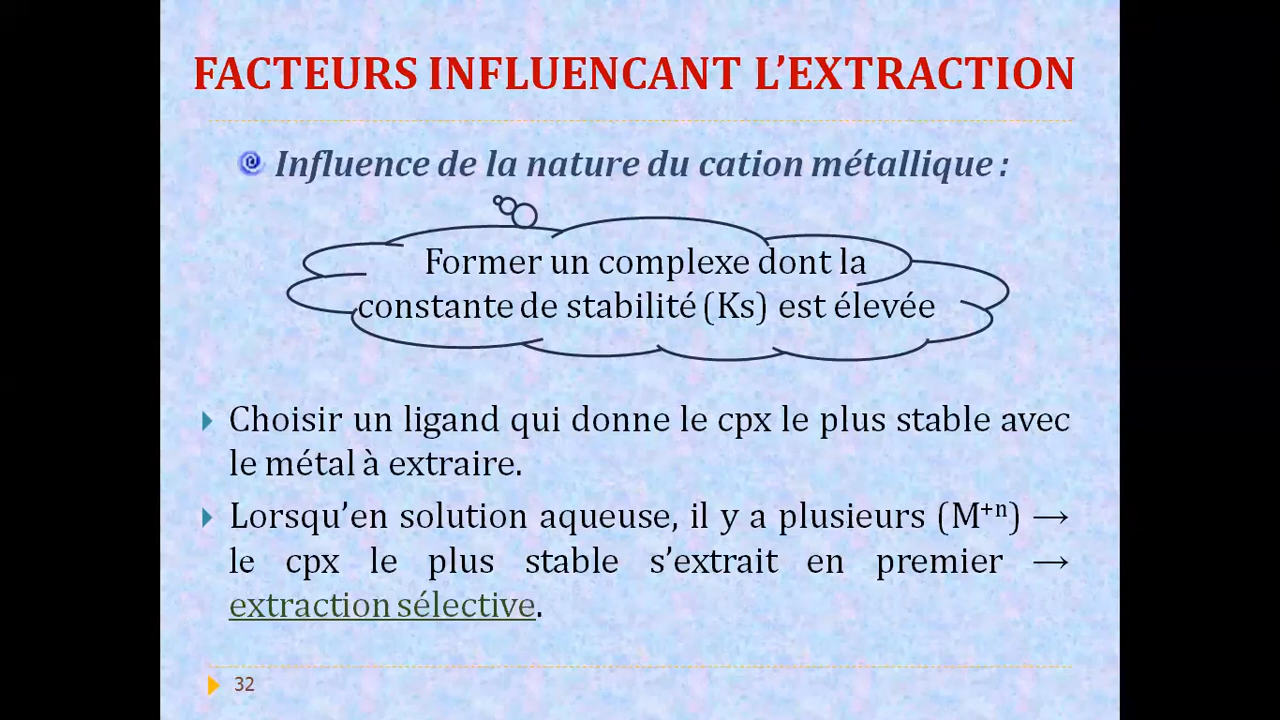 FACTEURS INFLUENCANT L’EXTRACTION
Influence de la nature du cation métallique :
Former un complexe dont la
constante de stabilité (Ks) est élevée
Choisir un ligand qui donne le cpx le plus stable avec
le métal à extraire.
Lorsqu’en solution aqueuse, il y a plusieurs (M⁺ⁿ) →
le cpx le plus stable s’extrait en premier →
extraction sélective.
32